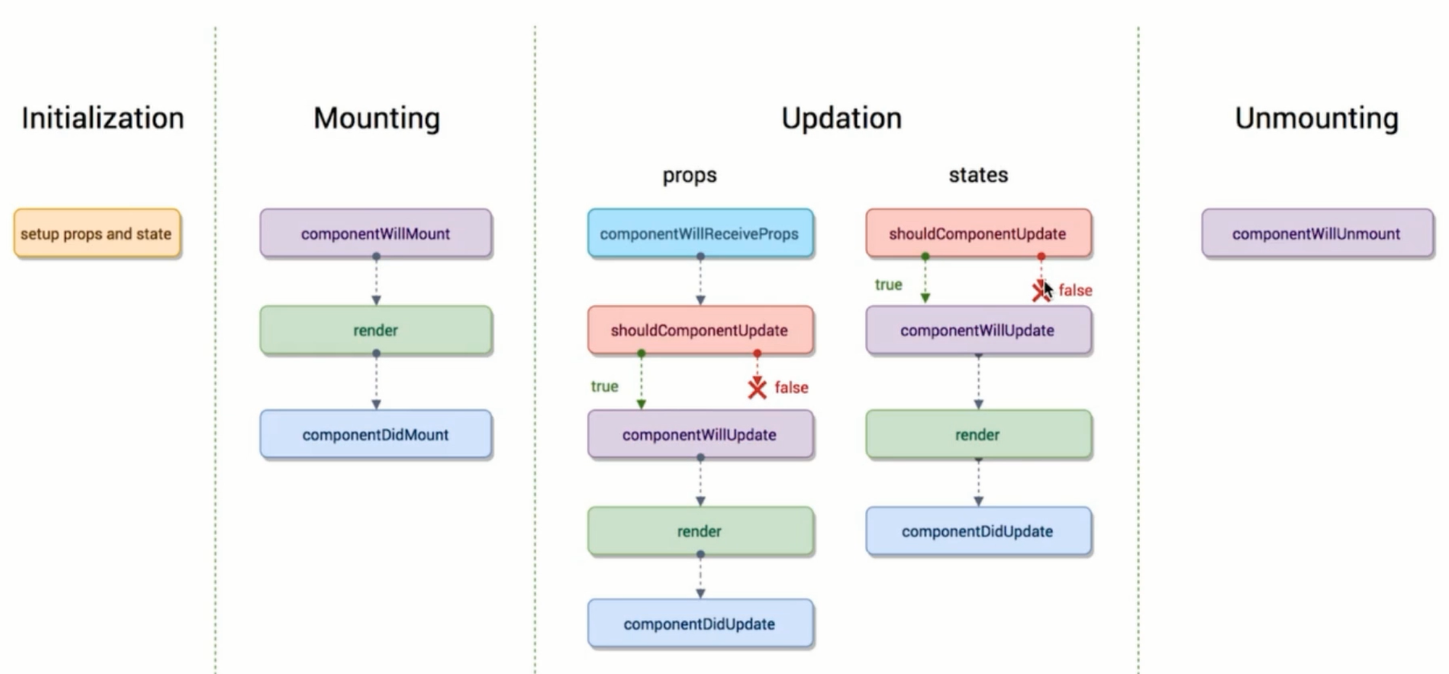 Initialization
setup props and state
Mounting
componentWillMount
render
componentDidMount
Updation
props
componentWillReceiveProps
shouldComponentUpdate
true
false
componentWillUpdate
render
componentDidUpdate
states
shouldComponentUpdate
true
false
componentWillUpdate
render
componentDidUpdate
Unmounting
componentWillUnmount